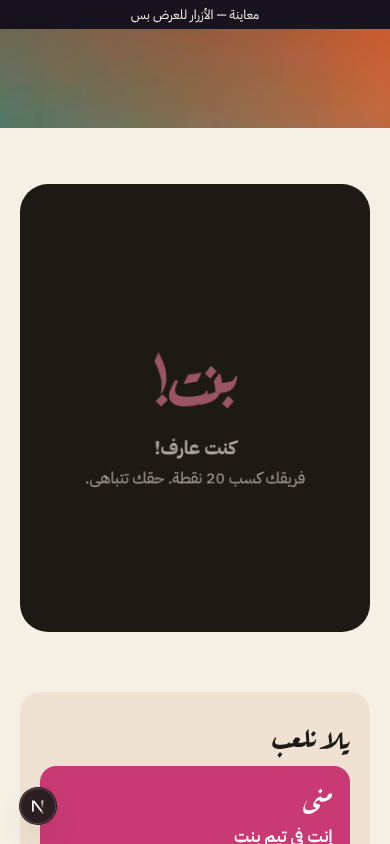 معاينة — الأزرار للعرض بس
بنت!
كنت عارف!
فريقك كسب 20 نقطة. حقك تتباهى.
يلا نلعب
منى
إنت في تيم بنت
N